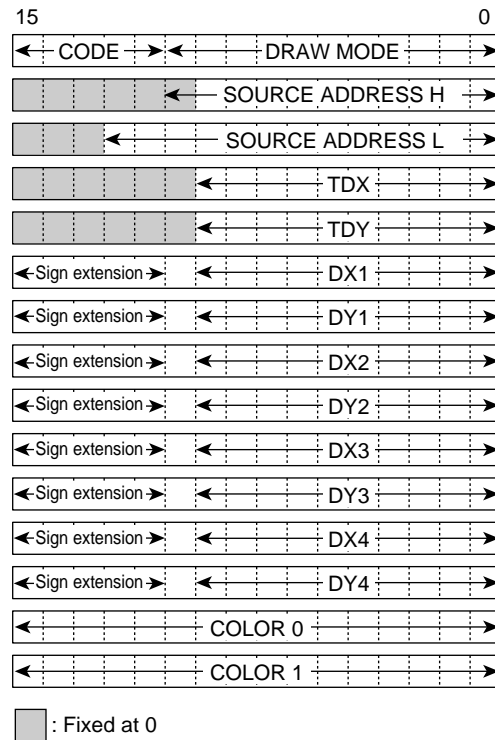 15 0
CODE DRAW MODE
SOURCE ADDRESS H
SOURCE ADDRESS L
TDX
TDY
Sign extension DX1
Sign extension DY1
Sign extension DX2
Sign extension DY2
Sign extension DX3
Sign extension DY3
Sign extension DX4
Sign extension DY4
COLOR 0
COLOR 1
: Fixed at 0